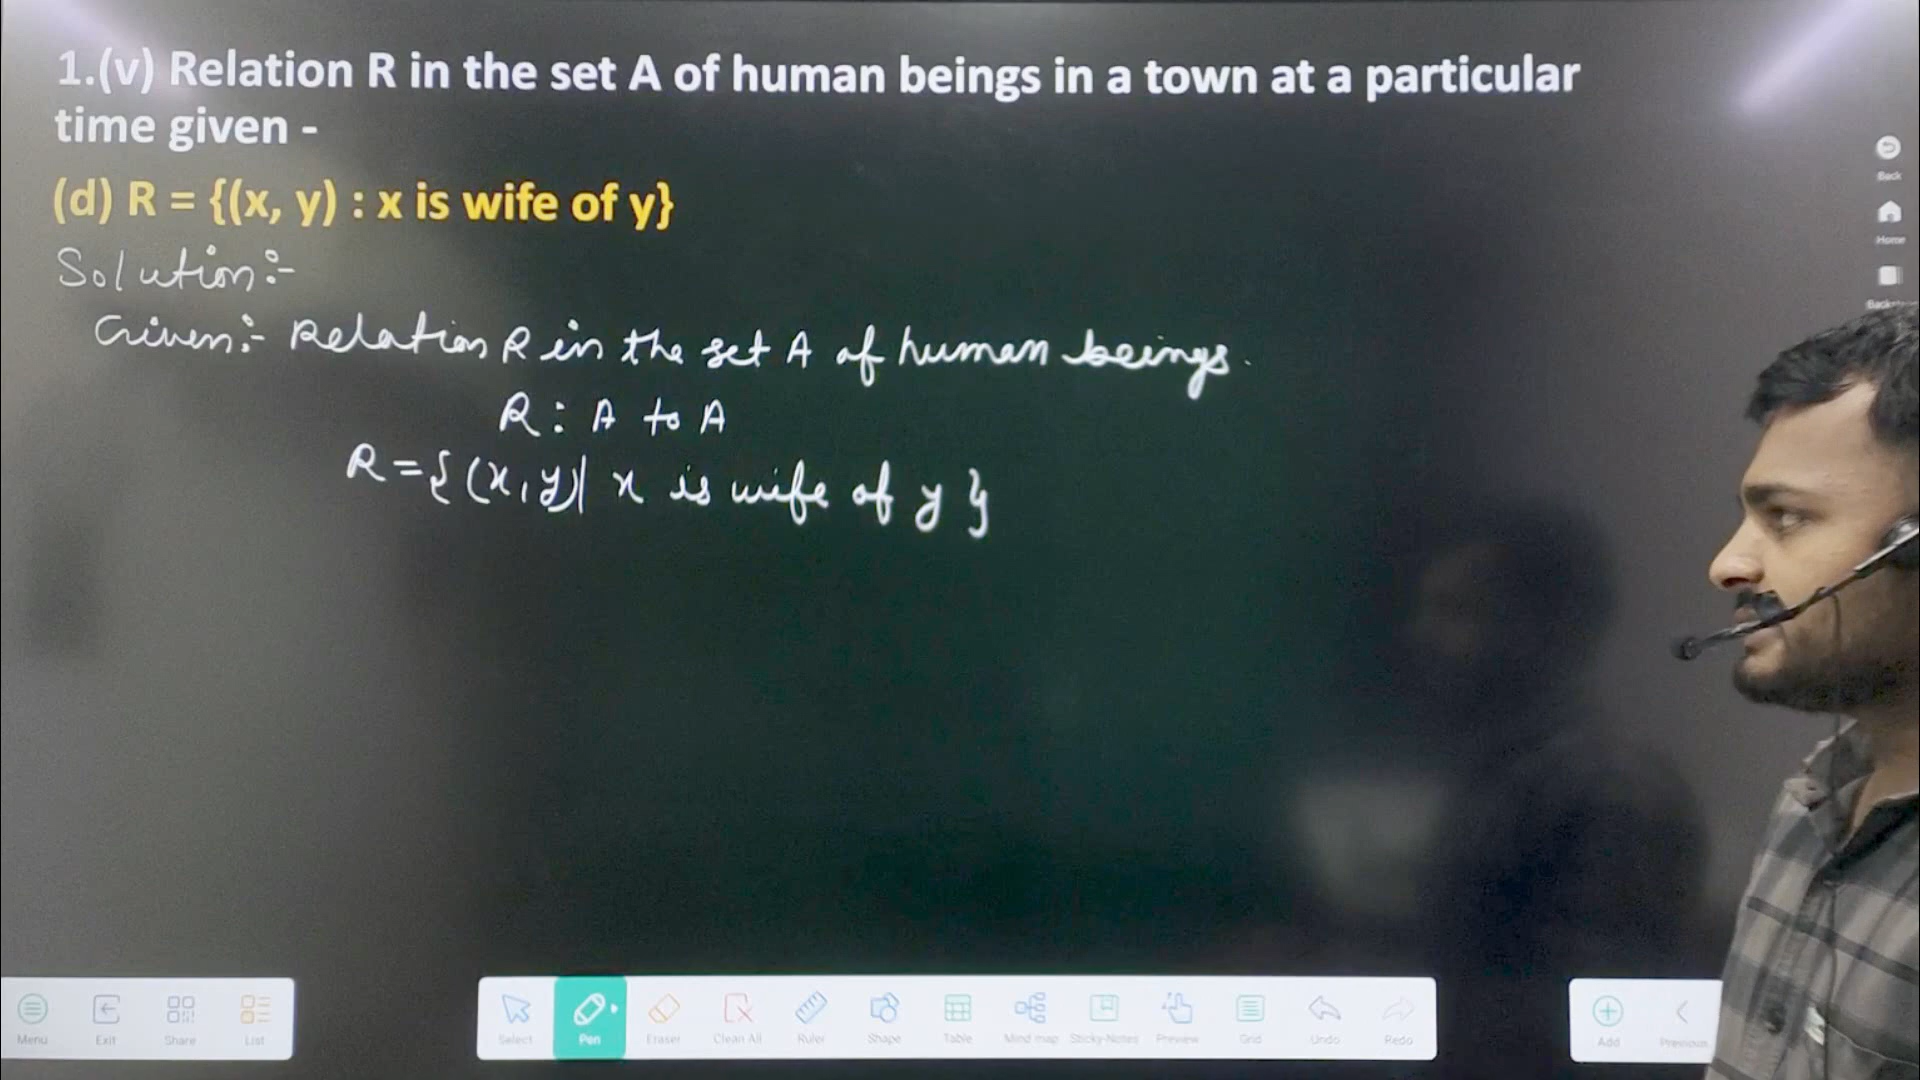 1.(v) Relation R in the set A of human beings in a town at a particular
time given -
(d) R = {(x, y) : x is wife of y}
Solution:-
Given:- Relation R in the set A of human beings.
R : A to A
R = {(x, y)| x is wife of y}
Back
Home
Menu Exit Share List
Select Pen Eraser Clean All Ruler Shape Table Mind map Sticky-Notes Preview Grid Undo Redo
Add Previous